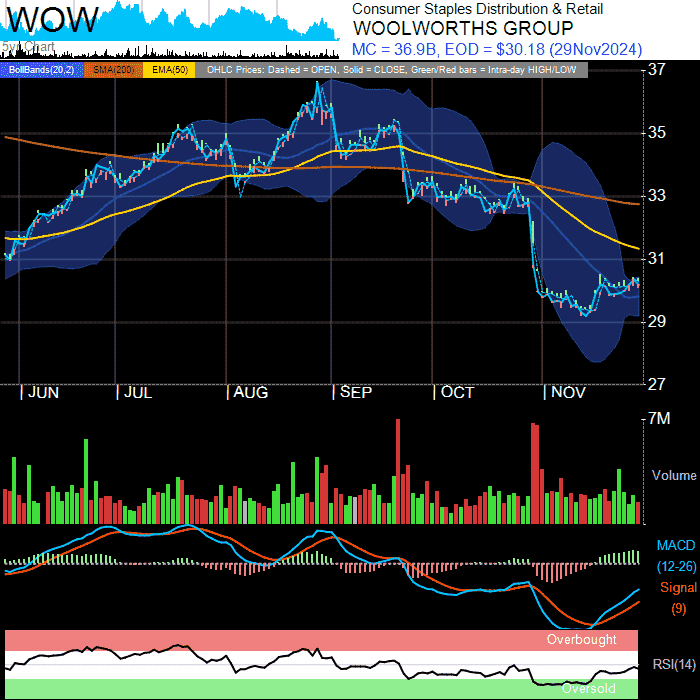 WOW
5yr Chart
Consumer Staples Distribution & Retail
WOOLWORTHS GROUP
MC = 36.9B, EOD = $30.18 (29Nov2024)
BollBands(20,2) SMA(200) EMA(50) OHLC Prices: Dashed = OPEN, Solid = CLOSE, Green/Red bars = Intra-day HIGH/LOW
37
35
33
31
29
27
| JUN | JUL | AUG | SEP | OCT | NOV
7M
Volume
MACD
(12-26)
Signal
(9)
Overbought
RSI(14)
Oversold